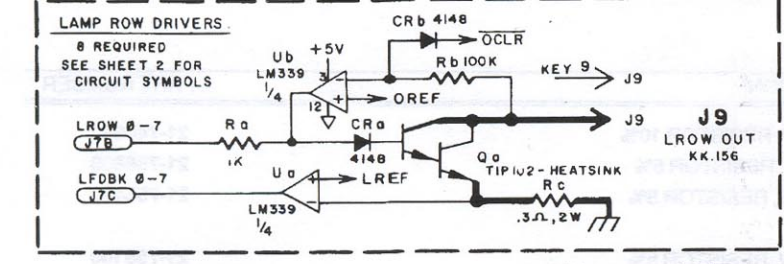 LAMP ROW DRIVERS
8 REQUIRED
SEE SHEET 2 FOR
CIRCUIT SYMBOLS
CRb 4148
OCLR
Ub
+5V
LM339
1/4
3
12
-
+
Rb 100K
OREF
KEY 9
J9
J9
J9
LROW OUT
KK.156
LROW Ø-7
J7B
Ra
1K
CRa
4148
Qa
TIP102-HEATSINK
LFDBK Ø-7
J7C
Ua
LM339
1/4
+
-
LREF
Rc
.3Ω, 2W